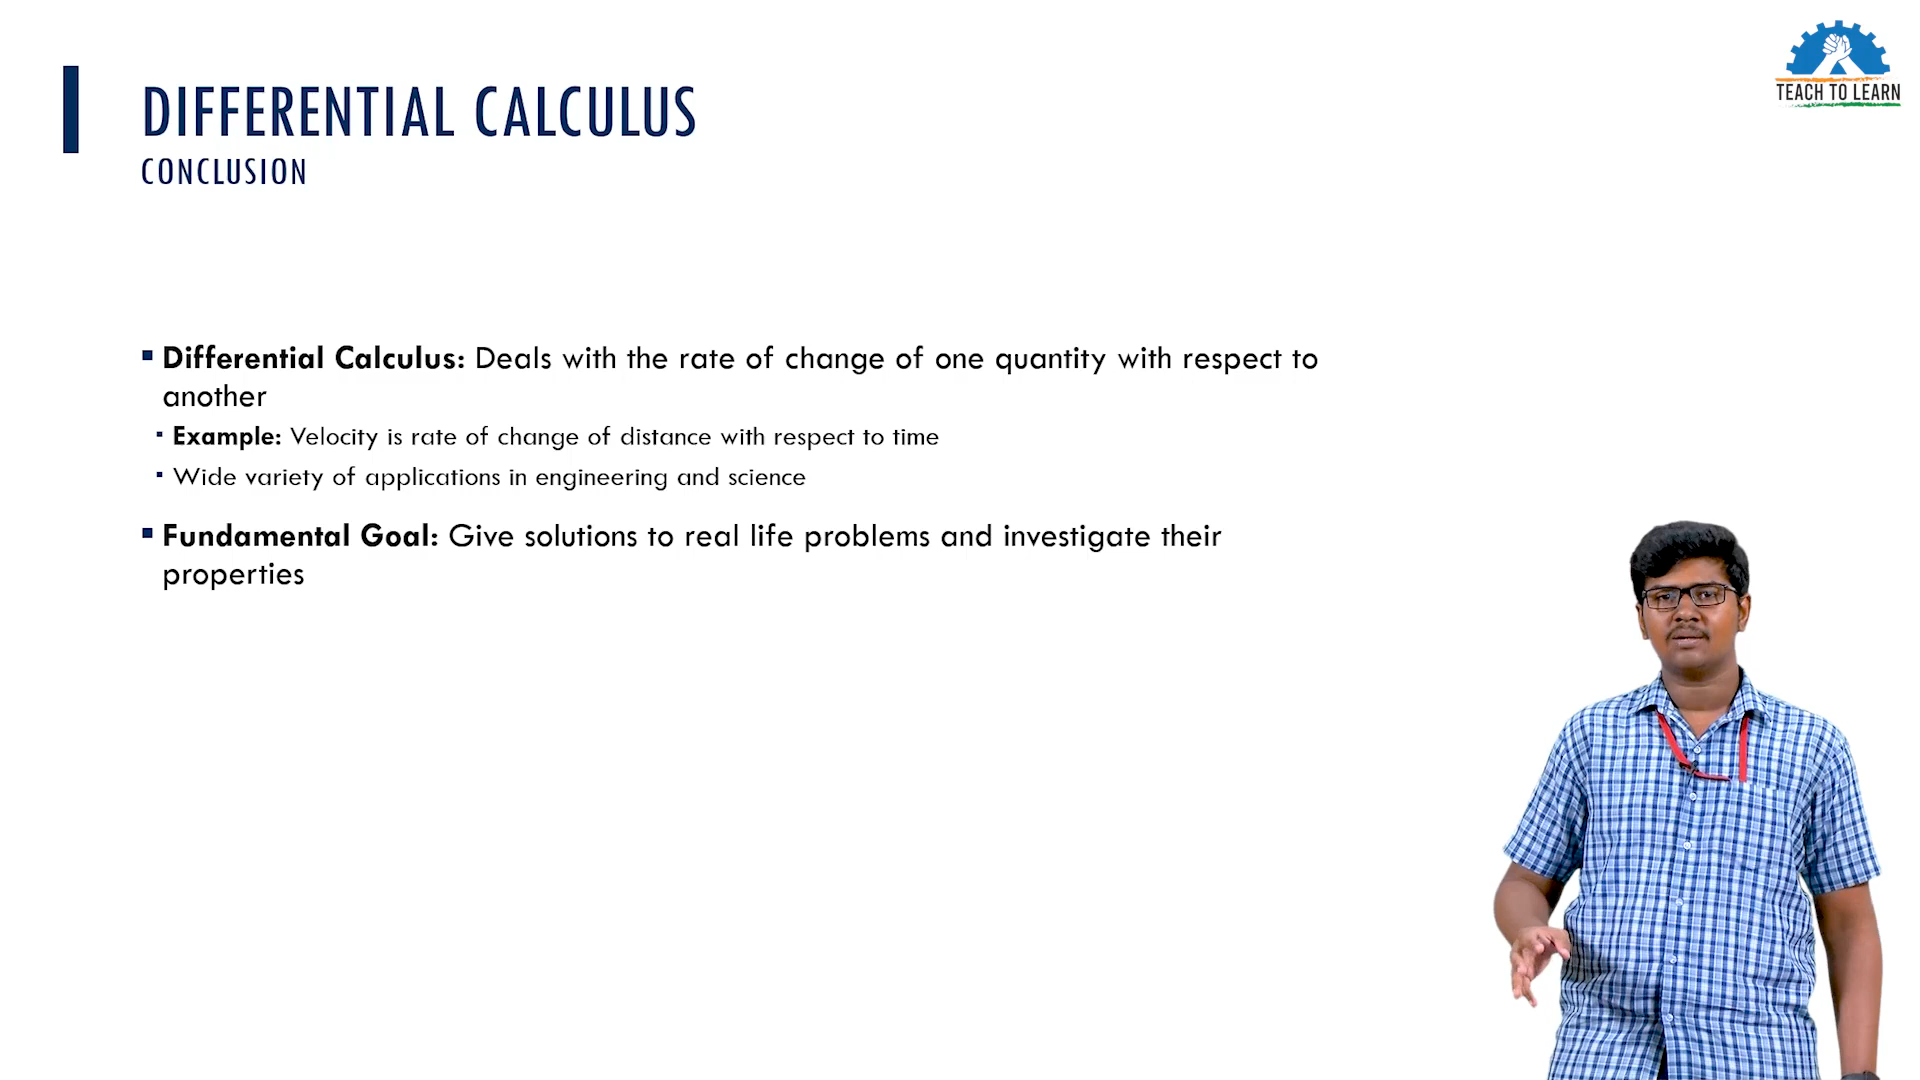 DIFFERENTIAL CALCULUS
CONCLUSION
TEACH TO LEARN
▪ Differential Calculus: Deals with the rate of change of one quantity with respect to
another
▪ Example: Velocity is rate of change of distance with respect to time
▪ Wide variety of applications in engineering and science
▪ Fundamental Goal: Give solutions to real life problems and investigate their
properties